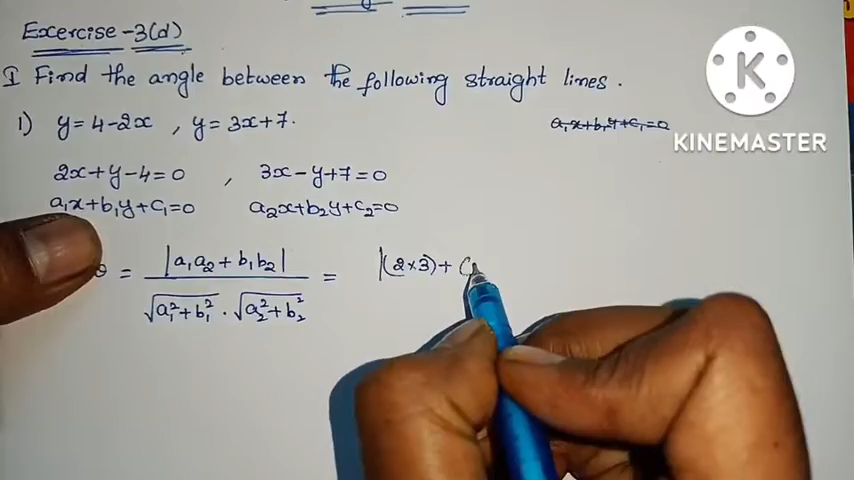 Excercise-3(d)
I Find the angle between the following straight lines.
1) y=4-2x , y=3x+7.
a₁x+b₁y+c₁=0
K
KINEMASTER
2x+y-4=0 , 3x-y+7=0
a₁x+b₁y+c₁=0 a₂x+b₂y+c₂=0
θ = |a₁a₂+b₁b₂| / √a₁²+b₁² · √a₂²+b₂² = |(2×3)+(